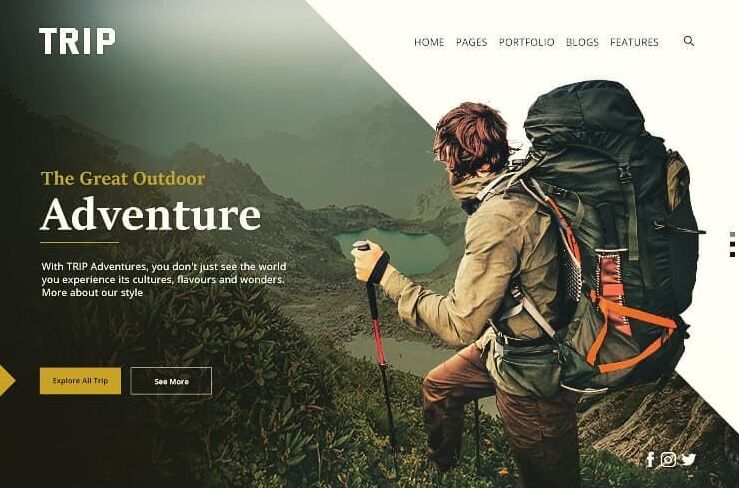 TRIP
HOME PAGES PORTFOLIO BLOGS FEATURES
The Great Outdoor
Adventure
With TRIP Adventures, you don't just see the world
you experience its cultures, flavours and wonders.
More about our style
Explore All Trip
See More